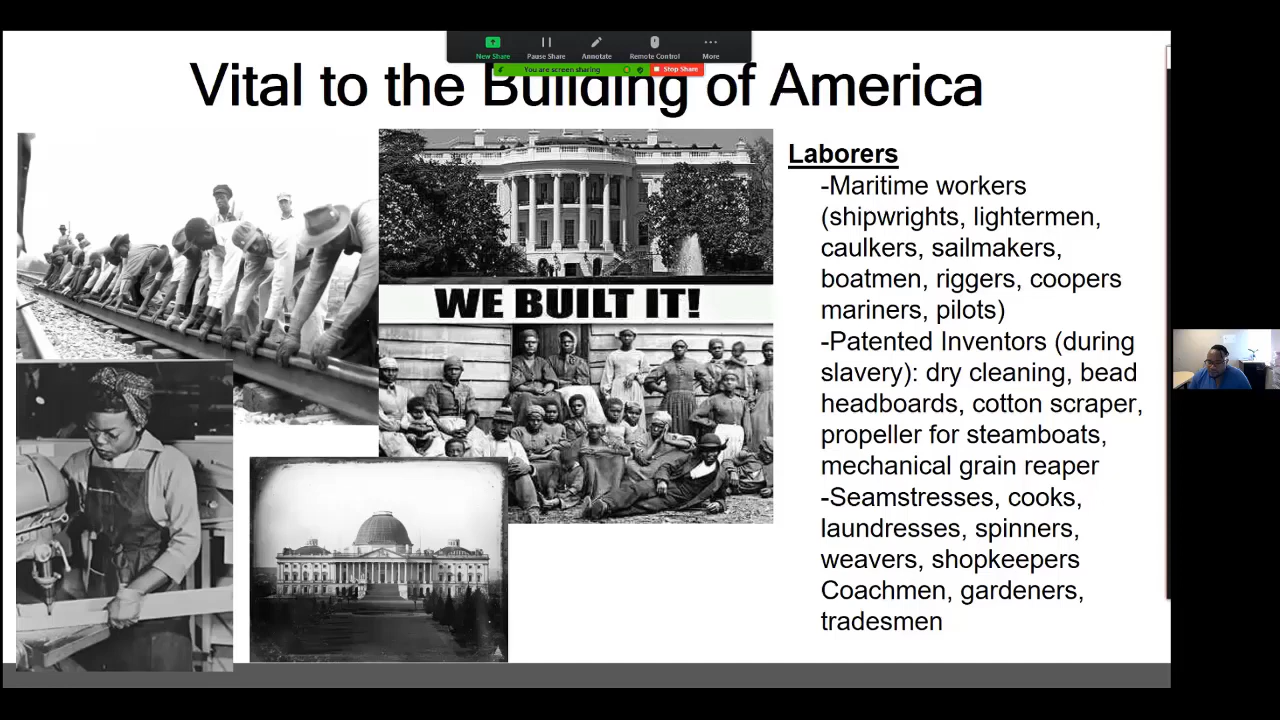 New Share
Pause Share
Annotate
Remote Control
More
You are screen sharing
Stop Share
Vital to the Building of America
WE BUILT IT!
Laborers
-Maritime workers
(shipwrights, lightermen,
caulkers, sailmakers,
boatmen, riggers, coopers
mariners, pilots)
-Patented Inventors (during
slavery): dry cleaning, bead
headboards, cotton scraper,
propeller for steamboats,
mechanical grain reaper
-Seamstresses, cooks,
laundresses, spinners,
weavers, shopkeepers
Coachmen, gardeners,
tradesmen